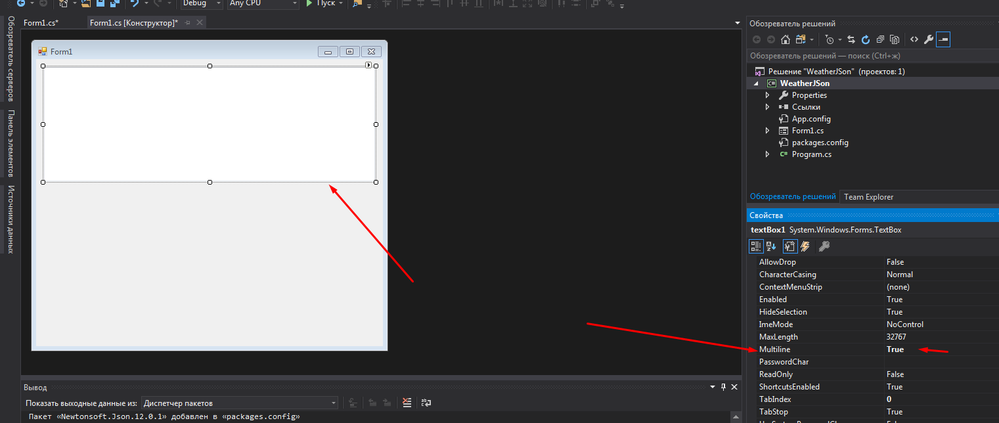 Debug
Any CPU
Пуск
Form1.cs*
Form1.cs [Конструктор]*
Обозреватель серверов
Панель элементов
Источники данных
Form1
Обозреватель решений
Обозреватель решений — поиск (Ctrl+ж)
Решение "WeatherJSon" (проектов: 1)
C# WeatherJSon
Properties
Ссылки
App.config
Form1.cs
packages.config
C# Program.cs
Обозреватель решений
Team Explorer
Свойства
textBox1 System.Windows.Forms.TextBox
AllowDrop False
CharacterCasing Normal
ContextMenuStrip (none)
Enabled True
HideSelection True
ImeMode NoControl
MaxLength 32767
Multiline True
PasswordChar
ReadOnly False
ShortcutsEnabled True
TabIndex 0
TabStop True
Вывод
Показать выходные данные из: Диспетчер пакетов
Пакет «Newtonsoft.Json.12.0.1» добавлен в «packages.config»